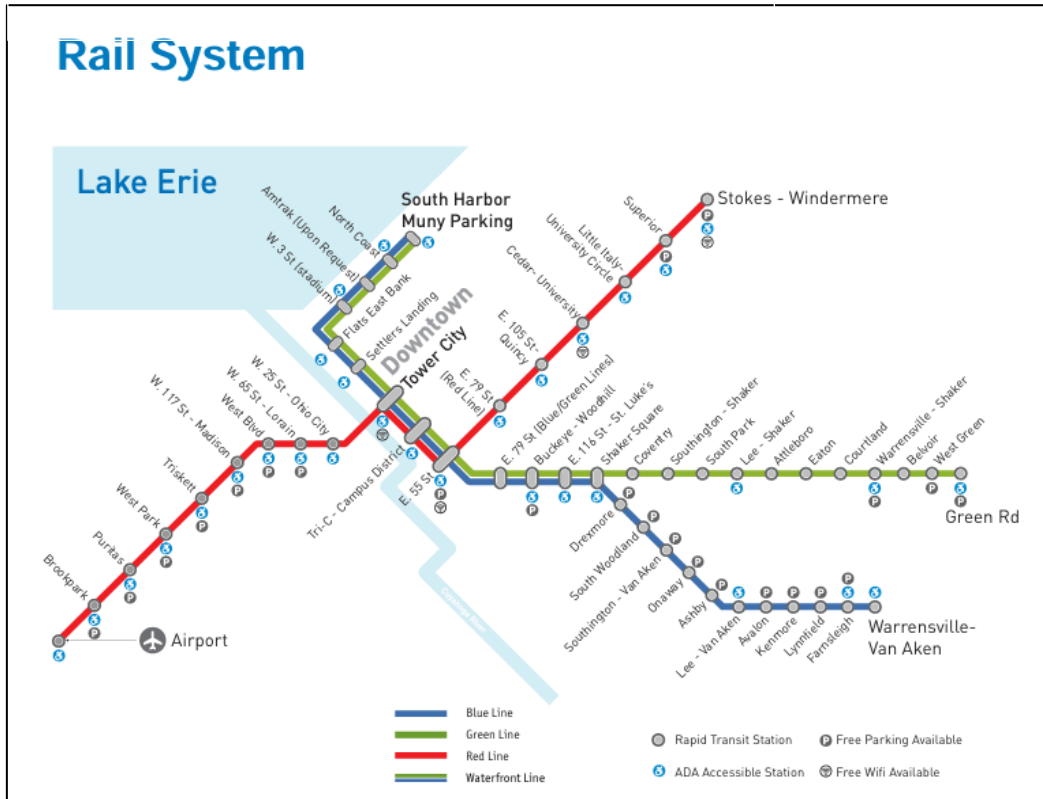 Rail System
Lake Erie
South Harbor
Muny Parking
North Coast
Amtrak (Upon Request)
W. 3 St (stadium)
Flats East Bank
Settlers Landing
Downtown
Tower City
Tri-C - Campus District
E. 55 St
Stokes - Windermere
Superior
Little Italy-
University Circle
Cedar- University
E. 105 St-
Quincy
E. 79 St
(Red Line)
W. 25 St - Ohio City
W. 65 St - Lorain
West Blvd
W. 117 St - Madison
Triskett
West Park
Puritas
Brookpark
Airport
E. 79 St (Blue/Green Lines)
Buckeye - Woodhill
E. 116 St - St. Luke's
Shaker Square
Coventry
Southington - Shaker
South Park
Lee - Shaker
Attleboro
Eaton
Courtland
Warrensville - Shaker
Belvoir
West Green
Green Rd
Drexmore
South Woodland
Southington - Van Aken
Onaway
Ashby
Lee - Van Aken
Avalon
Kenmore
Lynnfield
Farnsleigh
Warrensville-
Van Aken
Cuyahoga River
Blue Line
Green Line
Red Line
Waterfront Line
Rapid Transit Station
P Free Parking Available
ADA Accessible Station
Free Wifi Available